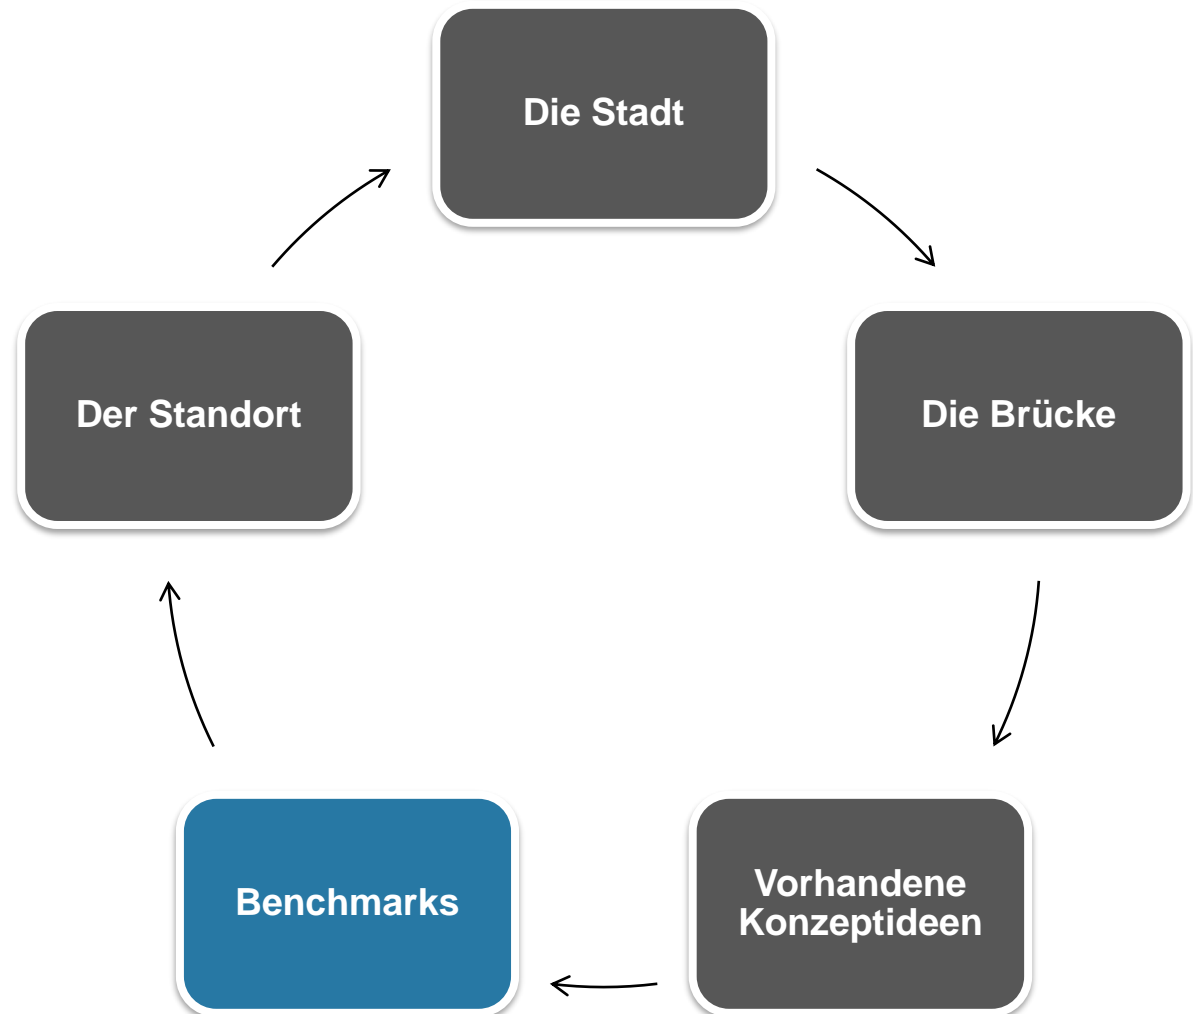 Die Stadt
Der Standort
Die Brücke
Benchmarks
Vorhandene
Konzeptideen